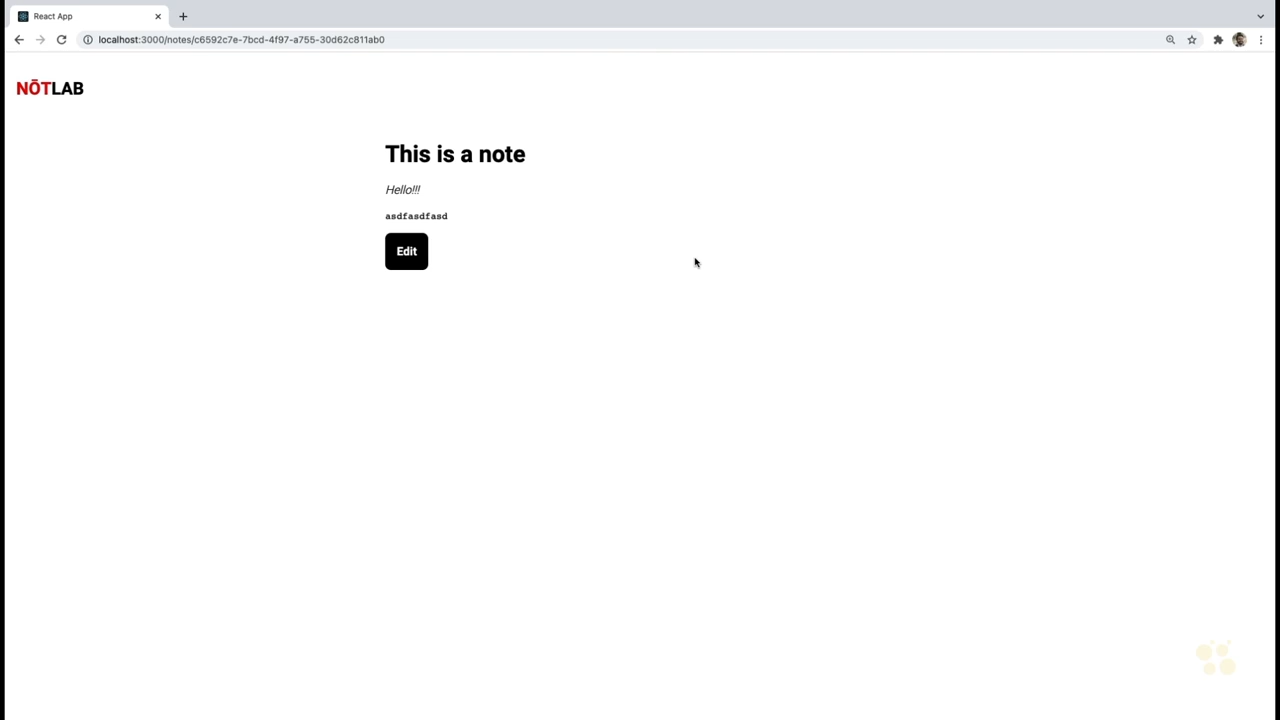 React App
localhost:3000/notes/c6592c7e-7bcd-4f97-a755-30d62c811ab0
NŌTLAB
This is a note
Hello!!!
asdfasdfasd
Edit